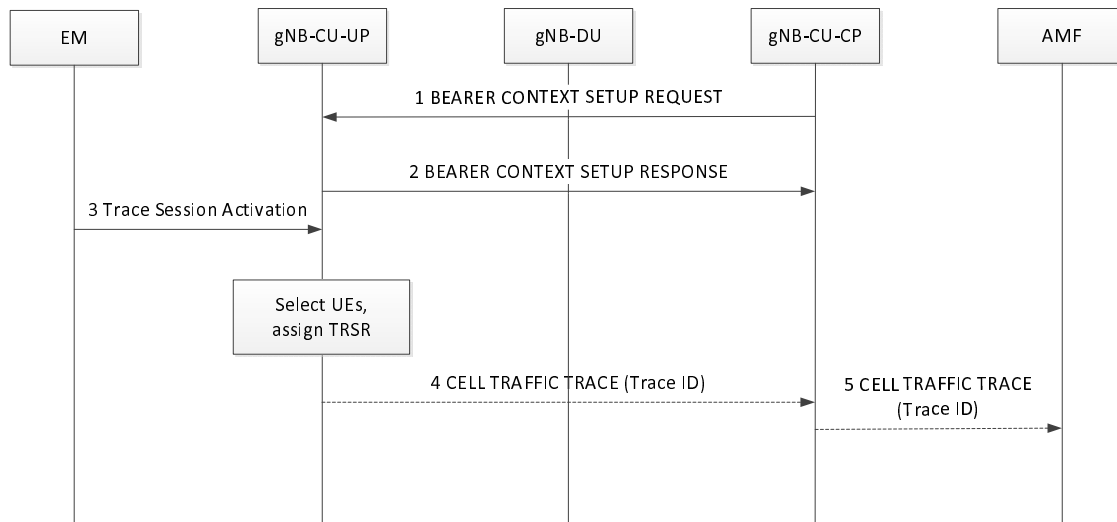 EM
gNB-CU-UP
gNB-DU
gNB-CU-CP
AMF
1 BEARER CONTEXT SETUP REQUEST
2 BEARER CONTEXT SETUP RESPONSE
3 Trace Session Activation
Select UEs,
assign TRSR
4 CELL TRAFFIC TRACE (Trace ID)
5 CELL TRAFFIC TRACE
(Trace ID)